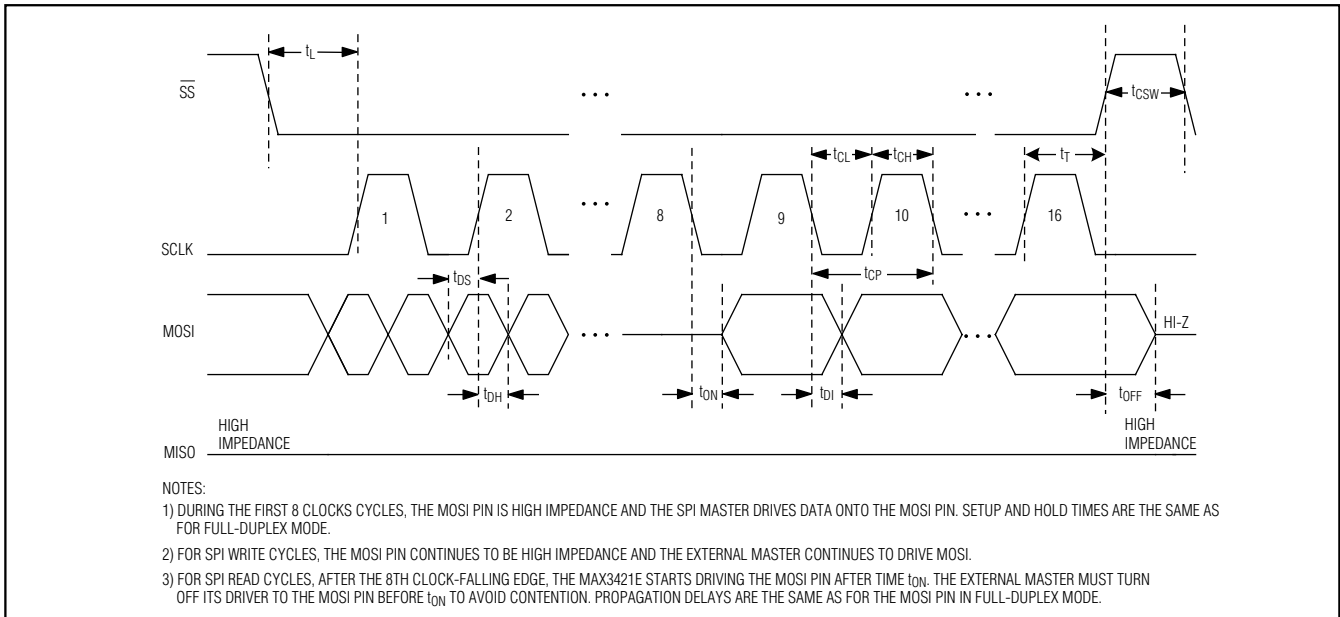 tL
SS
• • •
• • •
tCSW
tCL
tCH
tT
1
2
• • •
8
9
10
• • •
16
SCLK
tDS
tCP
MOSI
• • •
• • •
HI-Z
tDH
tON
tDI
tOFF
HIGH
IMPEDANCE
HIGH
IMPEDANCE
MISO
NOTES:
1) DURING THE FIRST 8 CLOCKS CYCLES, THE MOSI PIN IS HIGH IMPEDANCE AND THE SPI MASTER DRIVES DATA ONTO THE MOSI PIN. SETUP AND HOLD TIMES ARE THE SAME AS
FOR FULL-DUPLEX MODE.
2) FOR SPI WRITE CYCLES, THE MOSI PIN CONTINUES TO BE HIGH IMPEDANCE AND THE EXTERNAL MASTER CONTINUES TO DRIVE MOSI.
3) FOR SPI READ CYCLES, AFTER THE 8TH CLOCK-FALLING EDGE, THE MAX3421E STARTS DRIVING THE MOSI PIN AFTER TIME tON. THE EXTERNAL MASTER MUST TURN
OFF ITS DRIVER TO THE MOSI PIN BEFORE tON TO AVOID CONTENTION. PROPAGATION DELAYS ARE THE SAME AS FOR THE MOSI PIN IN FULL-DUPLEX MODE.